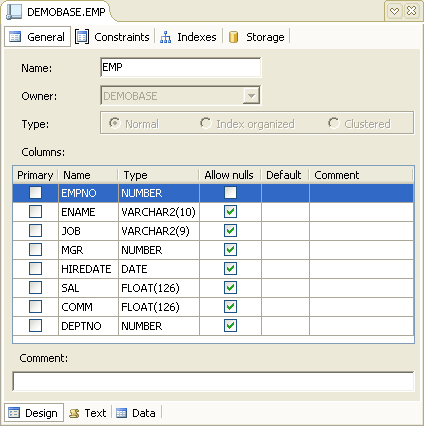 DEMOBASE.EMP
General Constraints Indexes Storage
Name: EMP
Owner: DEMOBASE
Type: Normal Index organized Clustered
Columns:
Primary Name Type Allow nulls Default Comment
EMPNO NUMBER
ENAME VARCHAR2(10)
JOB VARCHAR2(9)
MGR NUMBER
HIREDATE DATE
SAL FLOAT(126)
COMM FLOAT(126)
DEPTNO NUMBER
Comment:
Design Text Data